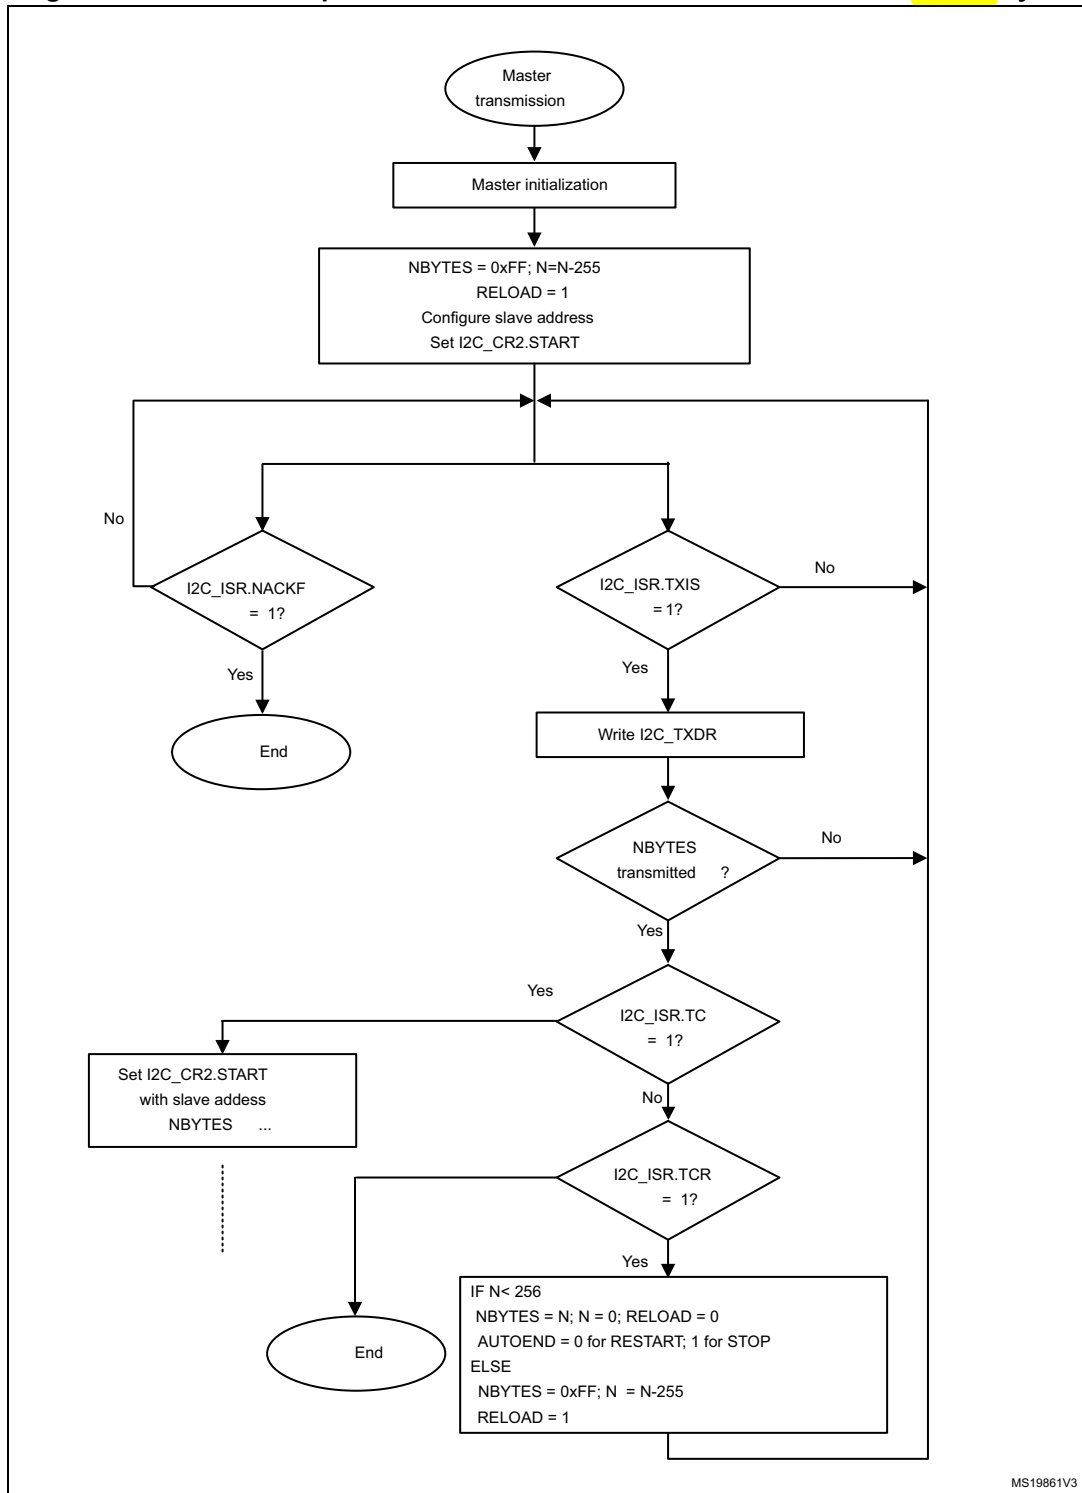 Master
transmission
Master initialization
NBYTES = 0xFF; N=N-255
RELOAD = 1
Configure slave address
Set I2C_CR2.START
No
I2C_ISR.NACKF
= 1?
I2C_ISR.TXIS
=1?
No
Yes
Yes
End
Write I2C_TXDR
NBYTES
transmitted ?
No
Yes
Yes
I2C_ISR.TC
= 1?
Set I2C_CR2.START
with slave addess
NBYTES ...
No
I2C_ISR.TCR
= 1?
Yes
IF N< 256
NBYTES = N; N = 0; RELOAD = 0
AUTOEND = 0 for RESTART; 1 for STOP
ELSE
NBYTES = 0xFF; N = N-255
RELOAD = 1
End
MS19861V3